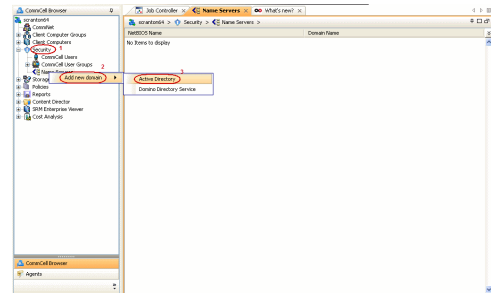 CommCell Browser
scranton64
CommNet
Client Computer Groups
Client Computers
Security 1
CommCell Users
CommCell User Groups
2
Name Servers
Storage
Policies
Reports
Content Director
SRM Enterprise Viewer
Cost Analysis
Add new domain
3
Active Directory
Domino Directory Service
Job Controller
Name Servers
What's new?
scranton64 > Security > Name Servers >
NetBIOS Name
Domain Name
No Items to display
CommCell Browser
Agents